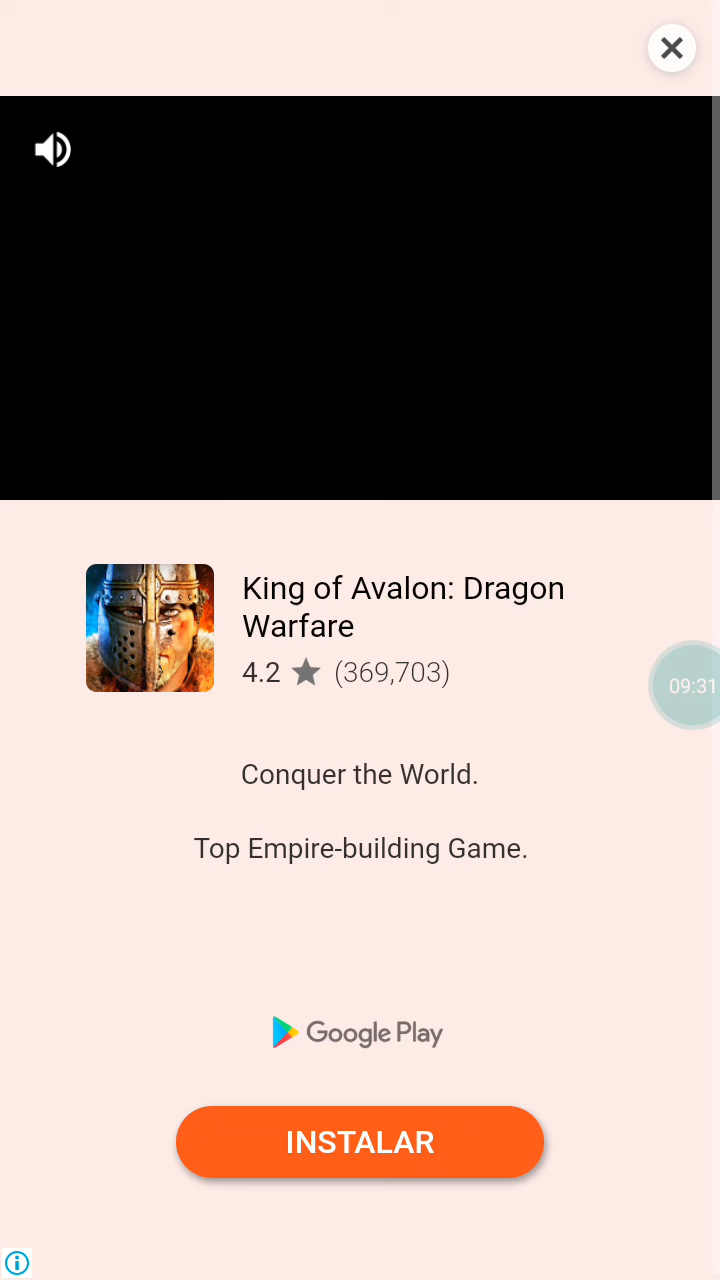 King of Avalon: Dragon
Warfare
4.2 ★ (369,703)
09:31
Conquer the World.
Top Empire-building Game.
Google Play
INSTALAR